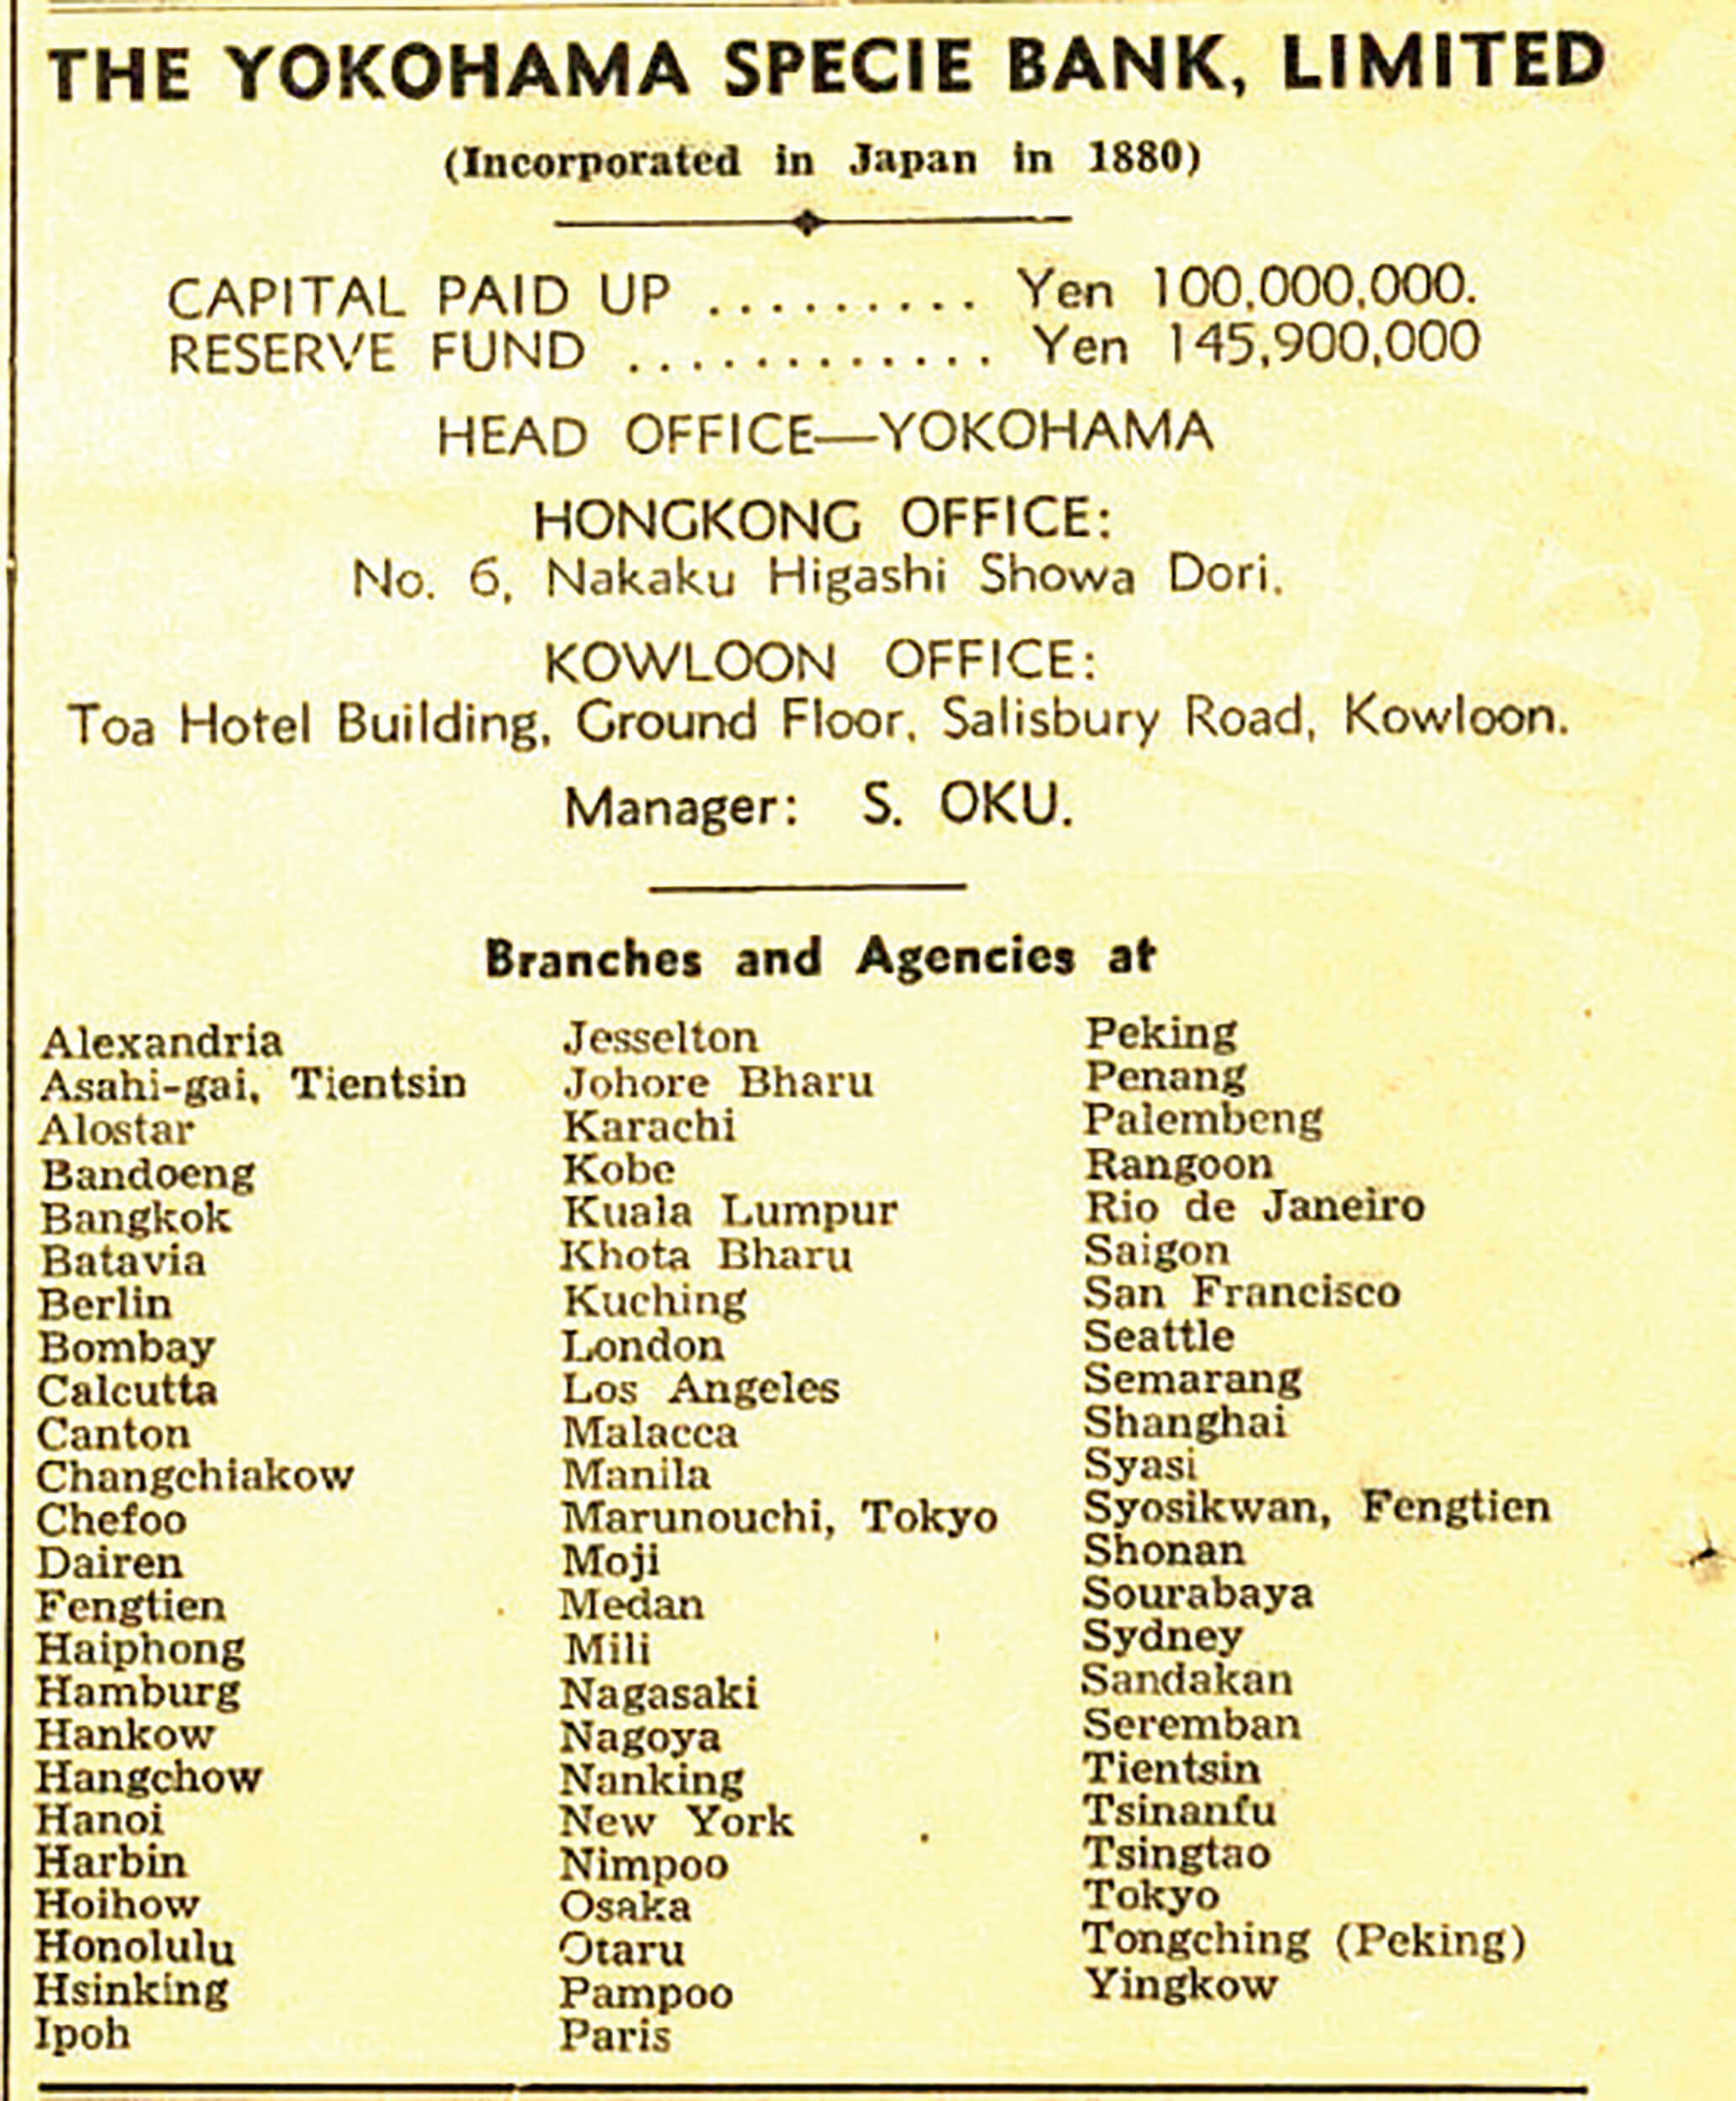 THE YOKOHAMA SPECIE BANK, LIMITED
(Incorporated in Japan in 1880)
CAPITAL PAID UP ......... Yen 100,000,000.
RESERVE FUND ............. Yen 145,900,000
HEAD OFFICE—YOKOHAMA
HONGKONG OFFICE:
No. 6, Nakaku Higashi Showa Dori.
KOWLOON OFFICE:
Toa Hotel Building, Ground Floor, Salisbury Road, Kowloon.
Manager: S. OKU.
Branches and Agencies at
Alexandria
Asahi-gai, Tientsin
Alostar
Bandoeng
Bangkok
Batavia
Berlin
Bombay
Calcutta
Canton
Changchiakow
Chefoo
Dairen
Fengtien
Haiphong
Hamburg
Hankow
Hangchow
Hanoi
Harbin
Hoihow
Honolulu
Hsinking
Ipoh
Jesselton
Johore Bharu
Karachi
Kobe
Kuala Lumpur
Khota Bharu
Kuching
London
Los Angeles
Malacca
Manila
Marunouchi, Tokyo
Moji
Medan
Mili
Nagasaki
Nagoya
Nanking
New York
Nimpoo
Osaka
Otaru
Pampoo
Paris
Peking
Penang
Palembeng
Rangoon
Rio de Janeiro
Saigon
San Francisco
Seattle
Semarang
Shanghai
Syasi
Syosikwan, Fengtien
Shonan
Sourabaya
Sydney
Sandakan
Seremban
Tientsin
Tsinanfu
Tsingtao
Tokyo
Tongching (Peking)
Yingkow